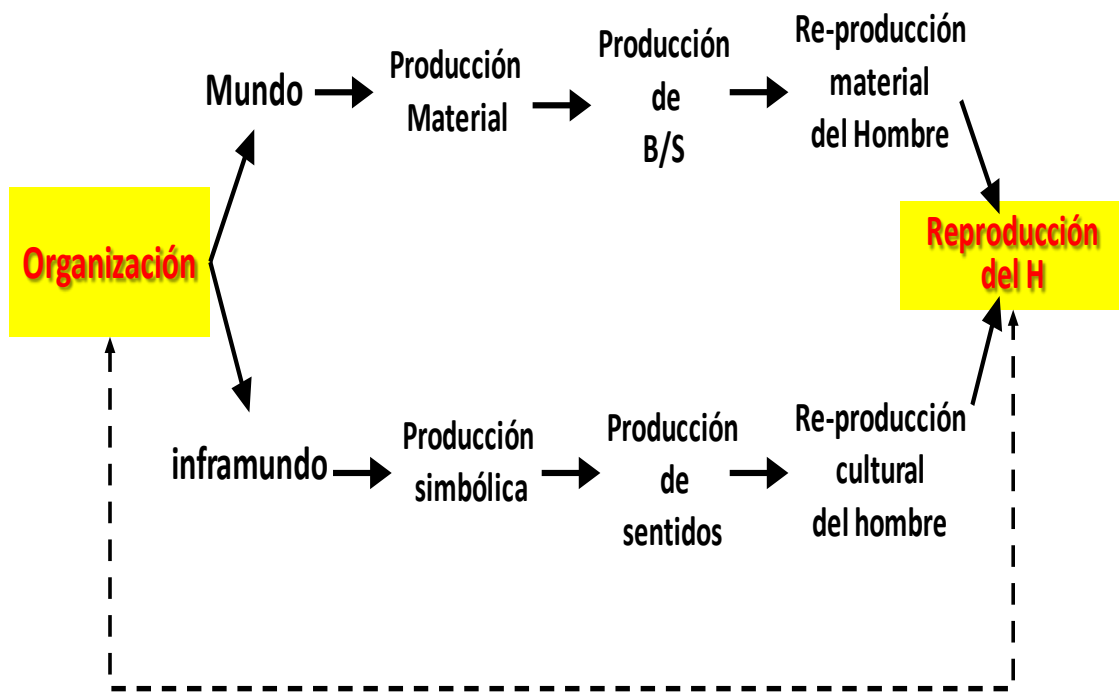 Mundo
Producción
Material
Producción
de
B/S
Re-producción
material
del Hombre
Organización
Reproducción
del H
inframundo
Producción
simbólica
Producción
de
sentidos
Re-producción
cultural
del hombre